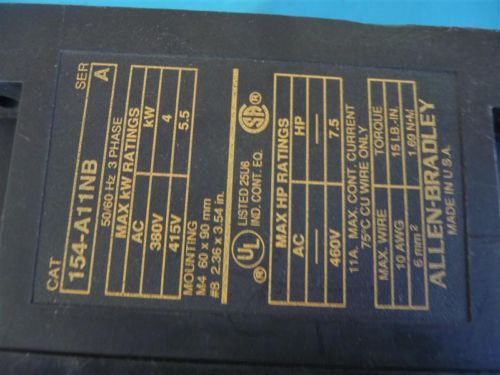 CAT 154-A11NB SER A
50/60 Hz 3 PHASE
MAX kW RATINGS
AC kW
380V 4
415V 5.5
MOUNTING
M4 60 x 90 mm
#8 2.36 x 3.54 in.
UL ® LISTED 25U6
IND. CONT. EQ.
SA ®
MAX HP RATINGS
AC HP
— —
460V 7.5
11A. MAX. CONT. CURRENT
75°C CU WIRE ONLY
MAX. WIRE TORQUE
10 AWG 15 LB.-IN.
6 mm² 1.69 N-M
ALLEN-BRADLEY
MADE IN U.S.A.